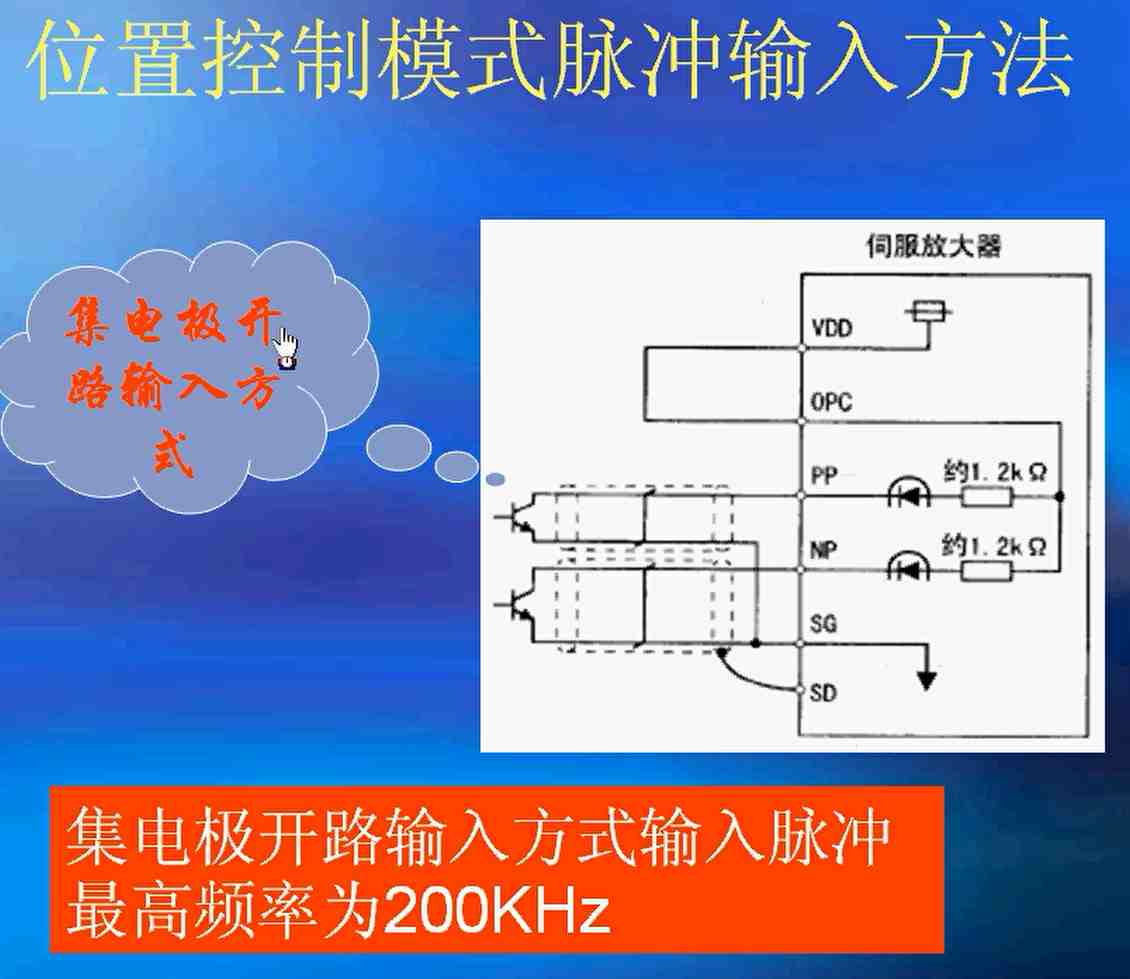 位置控制模式脉冲输入方法
集电极开
路输入方
式
伺服放大器
VDD
OPC
PP
约1.2kΩ
NP
约1.2kΩ
SG
SD
集电极开路输入方式输入脉冲
最高频率为200KHz